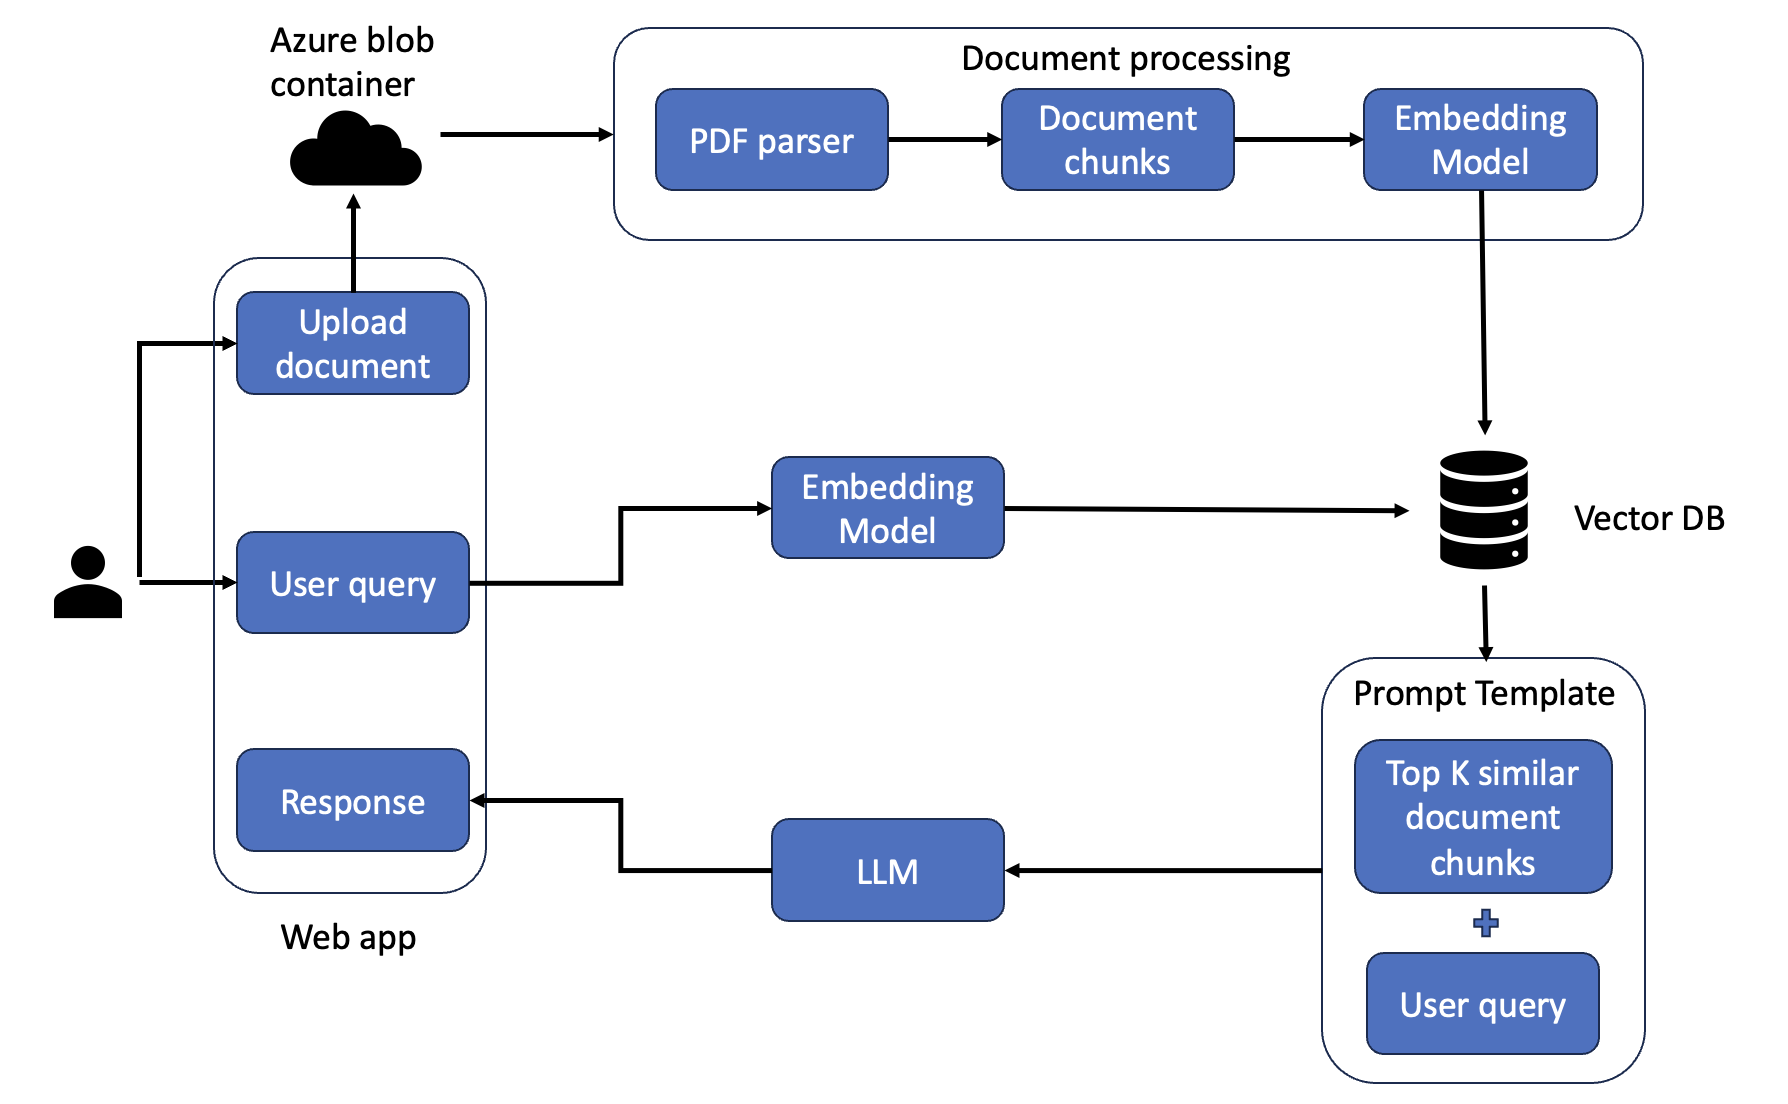 Azure blob
container
Document processing
PDF parser
Document
chunks
Embedding
Model
Upload
document
Embedding
Model
Vector DB
User query
Prompt Template
Top K similar
document
chunks
Response
LLM
User query
Web app